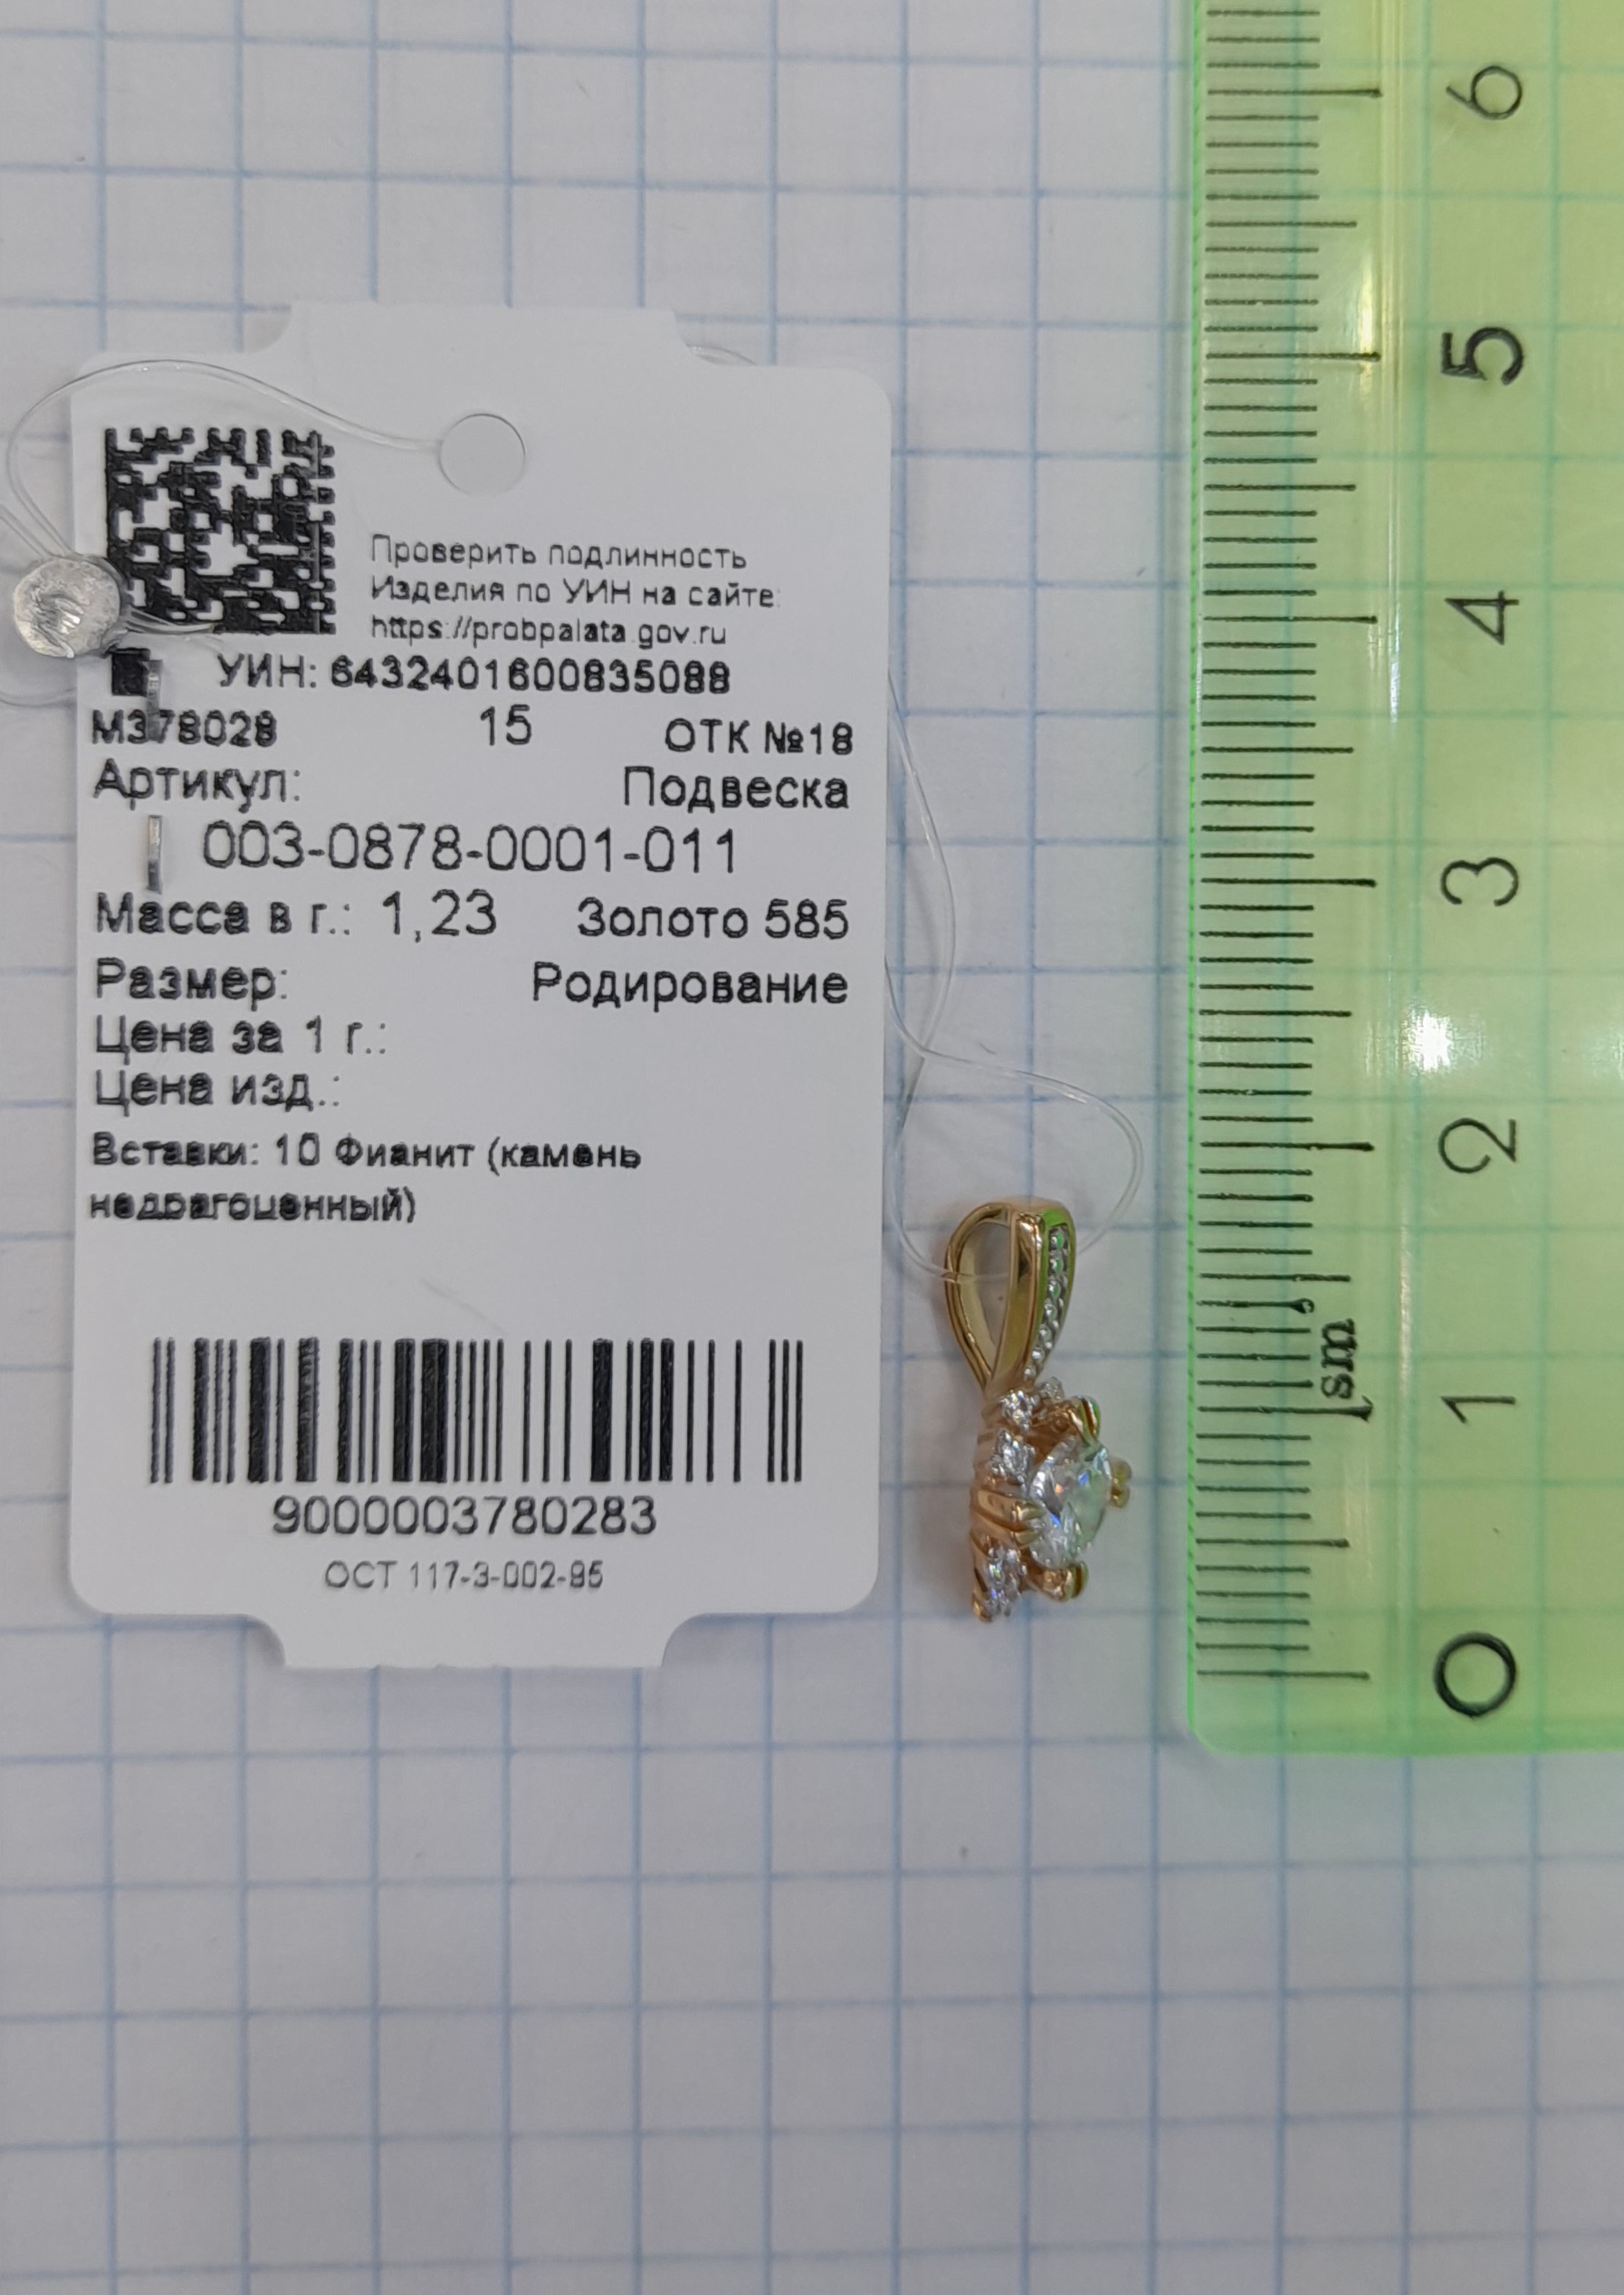 Проверить подлинность
Изделия по УИН на сайте:
https://probpalata.gov.ru
УИН: 6432401600835088
М378028 15 ОТК №18
Артикул: Подвеска
003-0878-0001-011
Масса в г.: 1,23 Золото 585
Размер: Родирование
Цена за 1 г.:
Цена изд.:
Вставки: 10 Фианит (камень
недрагоценный)
9000003780283
ОСТ 117-3-002-95
6
5
4
3
2
1 sm
0